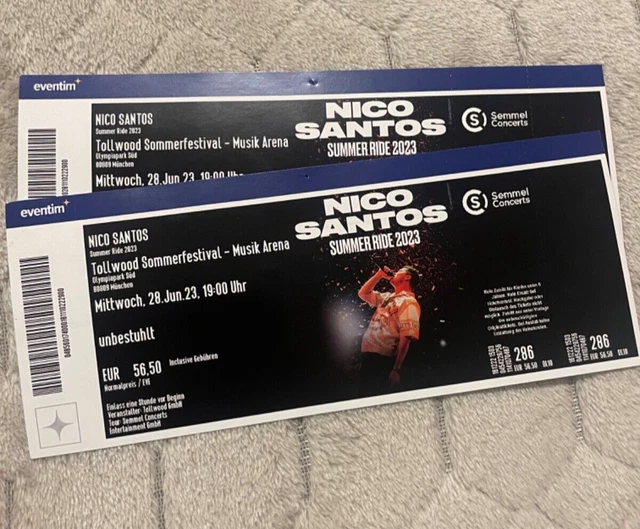 eventim
NICO SANTOS
Summer Ride 2023
Tollwood Sommerfestival - Musik Arena
Olympiapark Süd
80809 München
Mittwoch, 28.Jun.23, 19:00 Uhr
NICO
SANTOS
SUMMER RIDE 2023
Semmel
Concerts
eventim
NICO SANTOS
Summer Ride 2023
Tollwood Sommerfestival - Musik Arena
Olympiapark Süd
80809 München
Mittwoch, 28.Jun.23, 19:00 Uhr
unbestuhlt
EUR 56,50 Inclusive Gebühren
Normalpreis / EVE
Einlass eine Stunde vor Beginn
Veranstalter: Tollwood GmbH
Tour: Semmel Concerts
Entertainment GmbH
NICO
SANTOS
SUMMER RIDE 2023
Semmel
Concerts
286
EUR 56,50
286
EUR 56,50